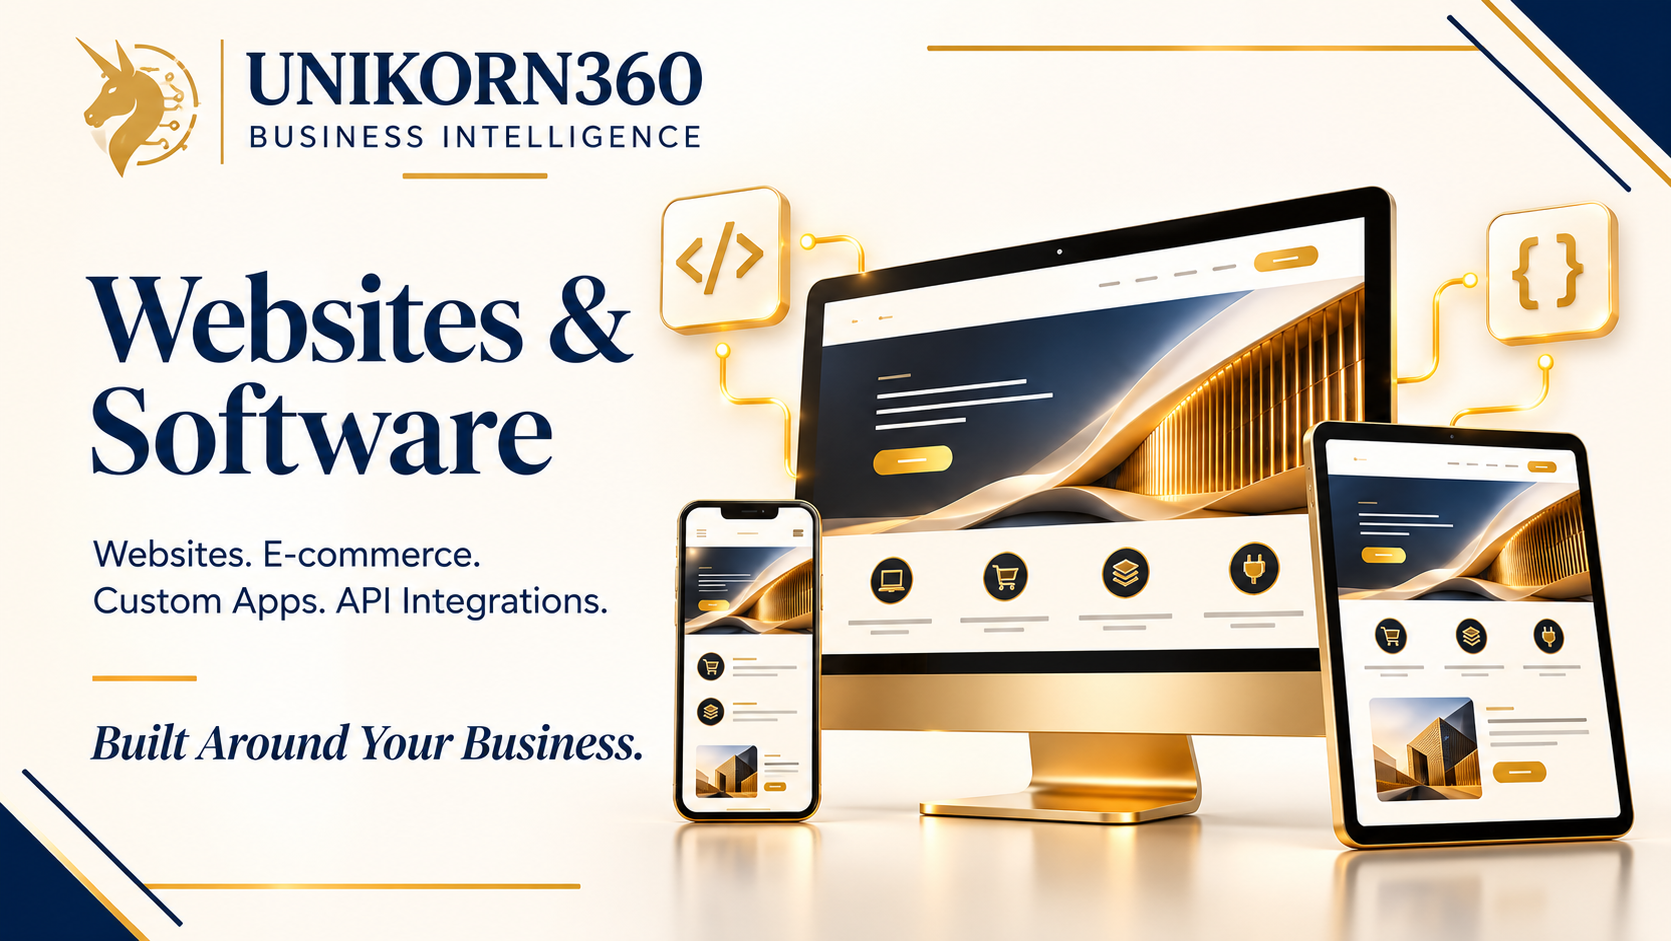 UNIKORN360
BUSINESS INTELLIGENCE
</>
{}
Websites &
Software
Websites. E-commerce.
Custom Apps. API Integrations.
Built Around Your Business.